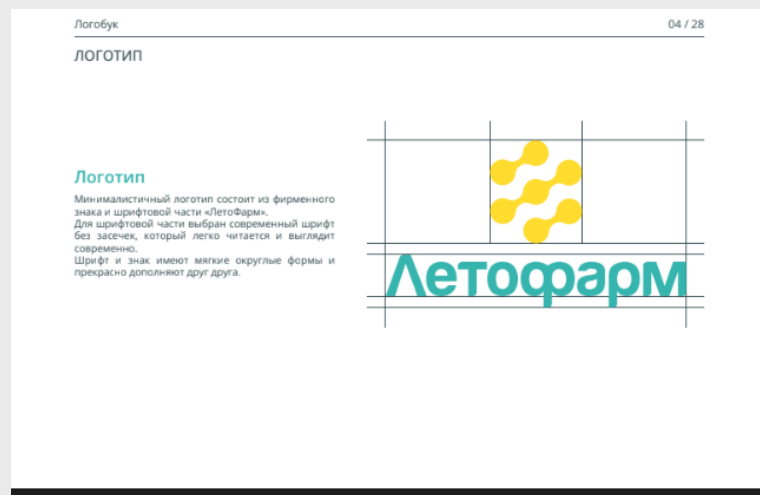 Логобук
04 / 28
ЛОГОТИП
Логотип
Минималистичный логотип состоит из фирменного
знака и шрифтовой части «ЛетоФарм».
Для шрифтовой части выбран современный шрифт
без засечек, который легко читается и выглядит
современно.
Шрифт и знак имеют мягкие округлые формы и
прекрасно дополняют друг друга.
Летофарм